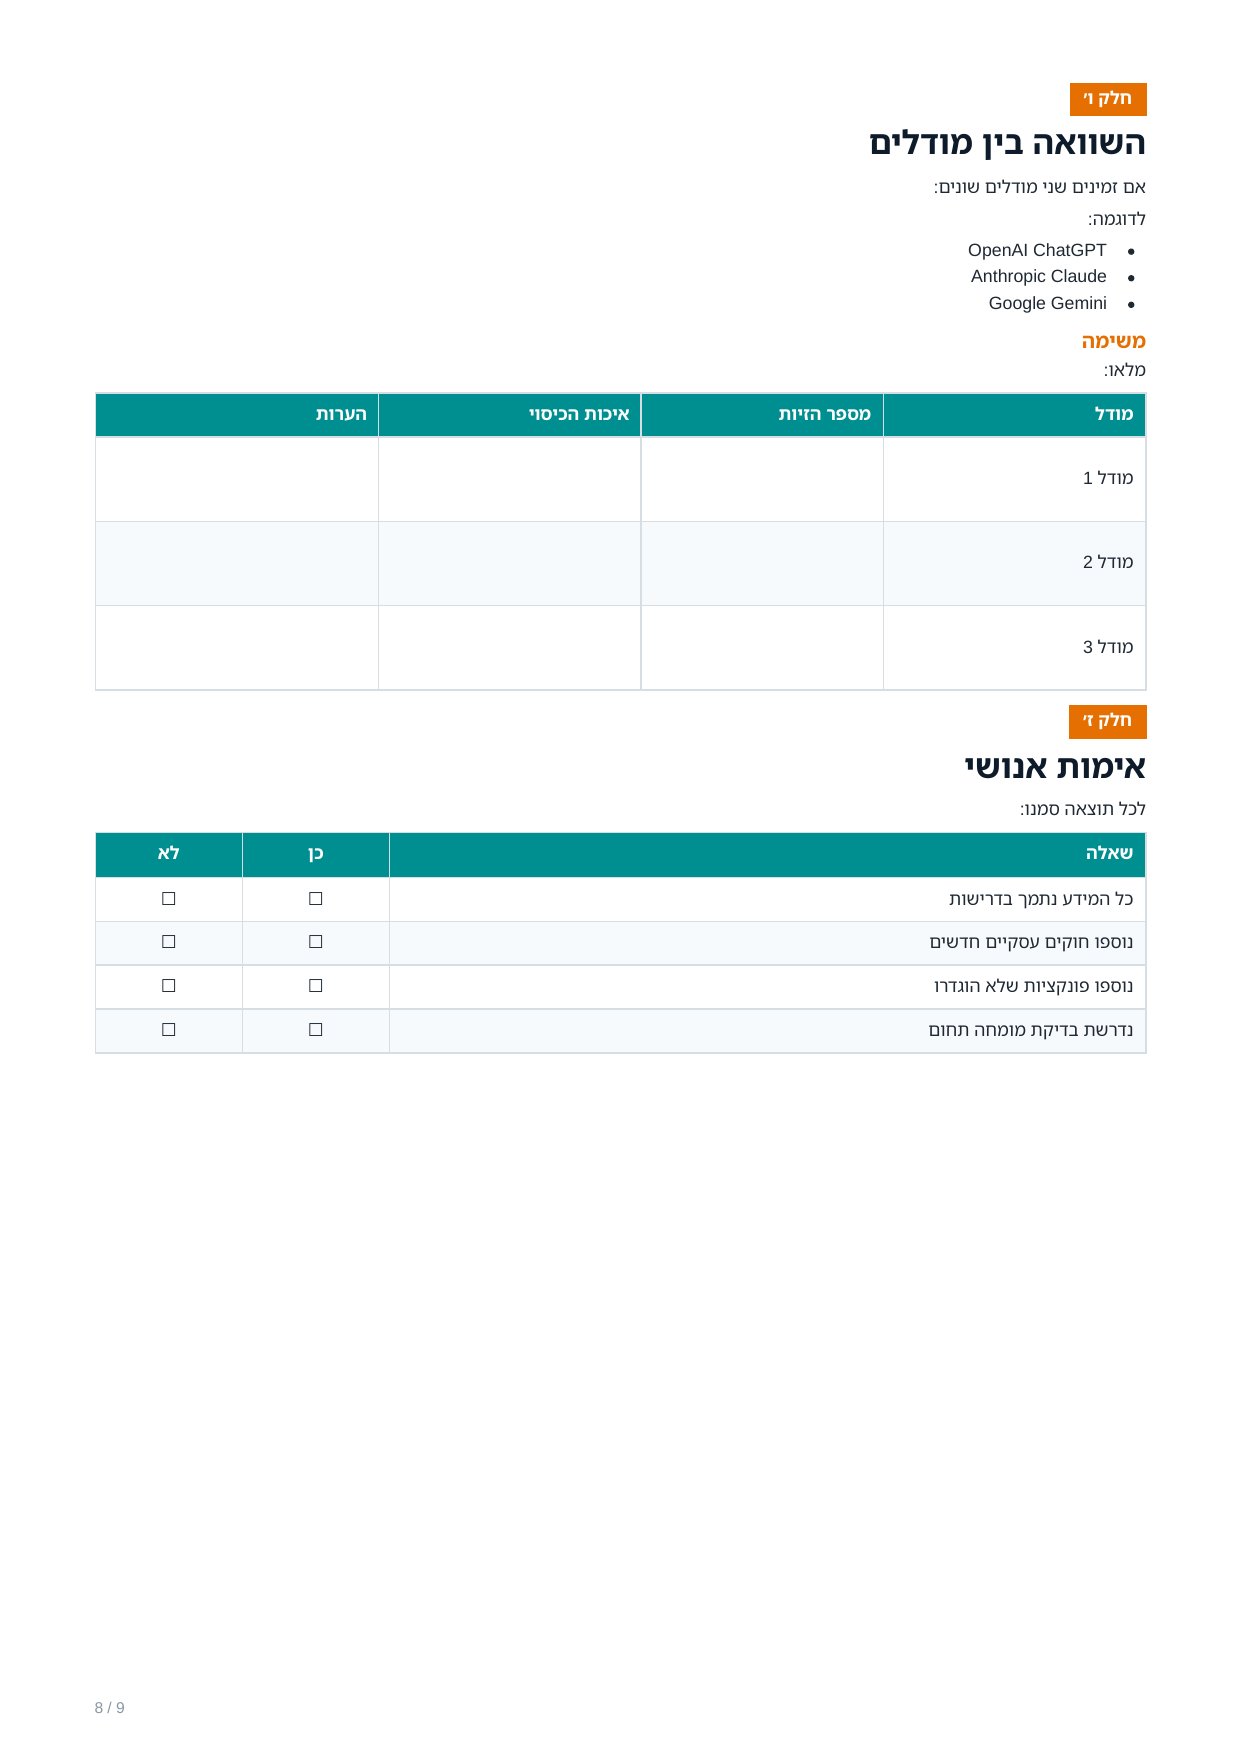 חלק ו׳
השוואה בין מודלים
אם זמינים שני מודלים שונים:
לדוגמה:
• OpenAI ChatGPT
• Anthropic Claude
• Google Gemini
משימה
מלאו:
מודל מספר הזיות איכות הכיסוי הערות
מודל 1
מודל 2
מודל 3
חלק ז׳
אימות אנושי
לכל תוצאה סמנו:
שאלה כן לא
כל המידע נתמך בדרישות ☐ ☐
נוספו חוקים עסקיים חדשים ☐ ☐
נוספו פונקציות שלא הוגדרו ☐ ☐
נדרשת בדיקת מומחה תחום ☐ ☐
8 / 9